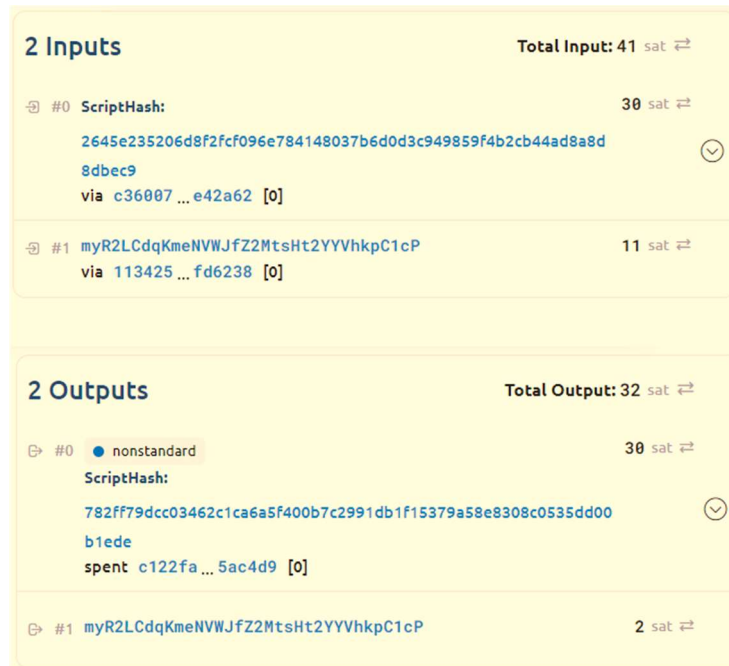 2 Inputs
Total Input: 41 sat
#0 ScriptHash:
30 sat
2645e235206d8f2fcf096e784148037b6d0d3c949859f4b2cb44ad8a8d
8dbec9
via c36007…e42a62 [0]
#1 myR2LCdqKmeNVWJfZ2MtsHt2YYVhkpC1cP
11 sat
via 113425…fd6238 [0]
2 Outputs
Total Output: 32 sat
#0 nonstandard
30 sat
ScriptHash:
782ff79dcc03462c1ca6a5f400b7c2991db1f15379a58e8308c0535dd00
b1ede
spent c122fa…5ac4d9 [0]
#1 myR2LCdqKmeNVWJfZ2MtsHt2YYVhkpC1cP
2 sat